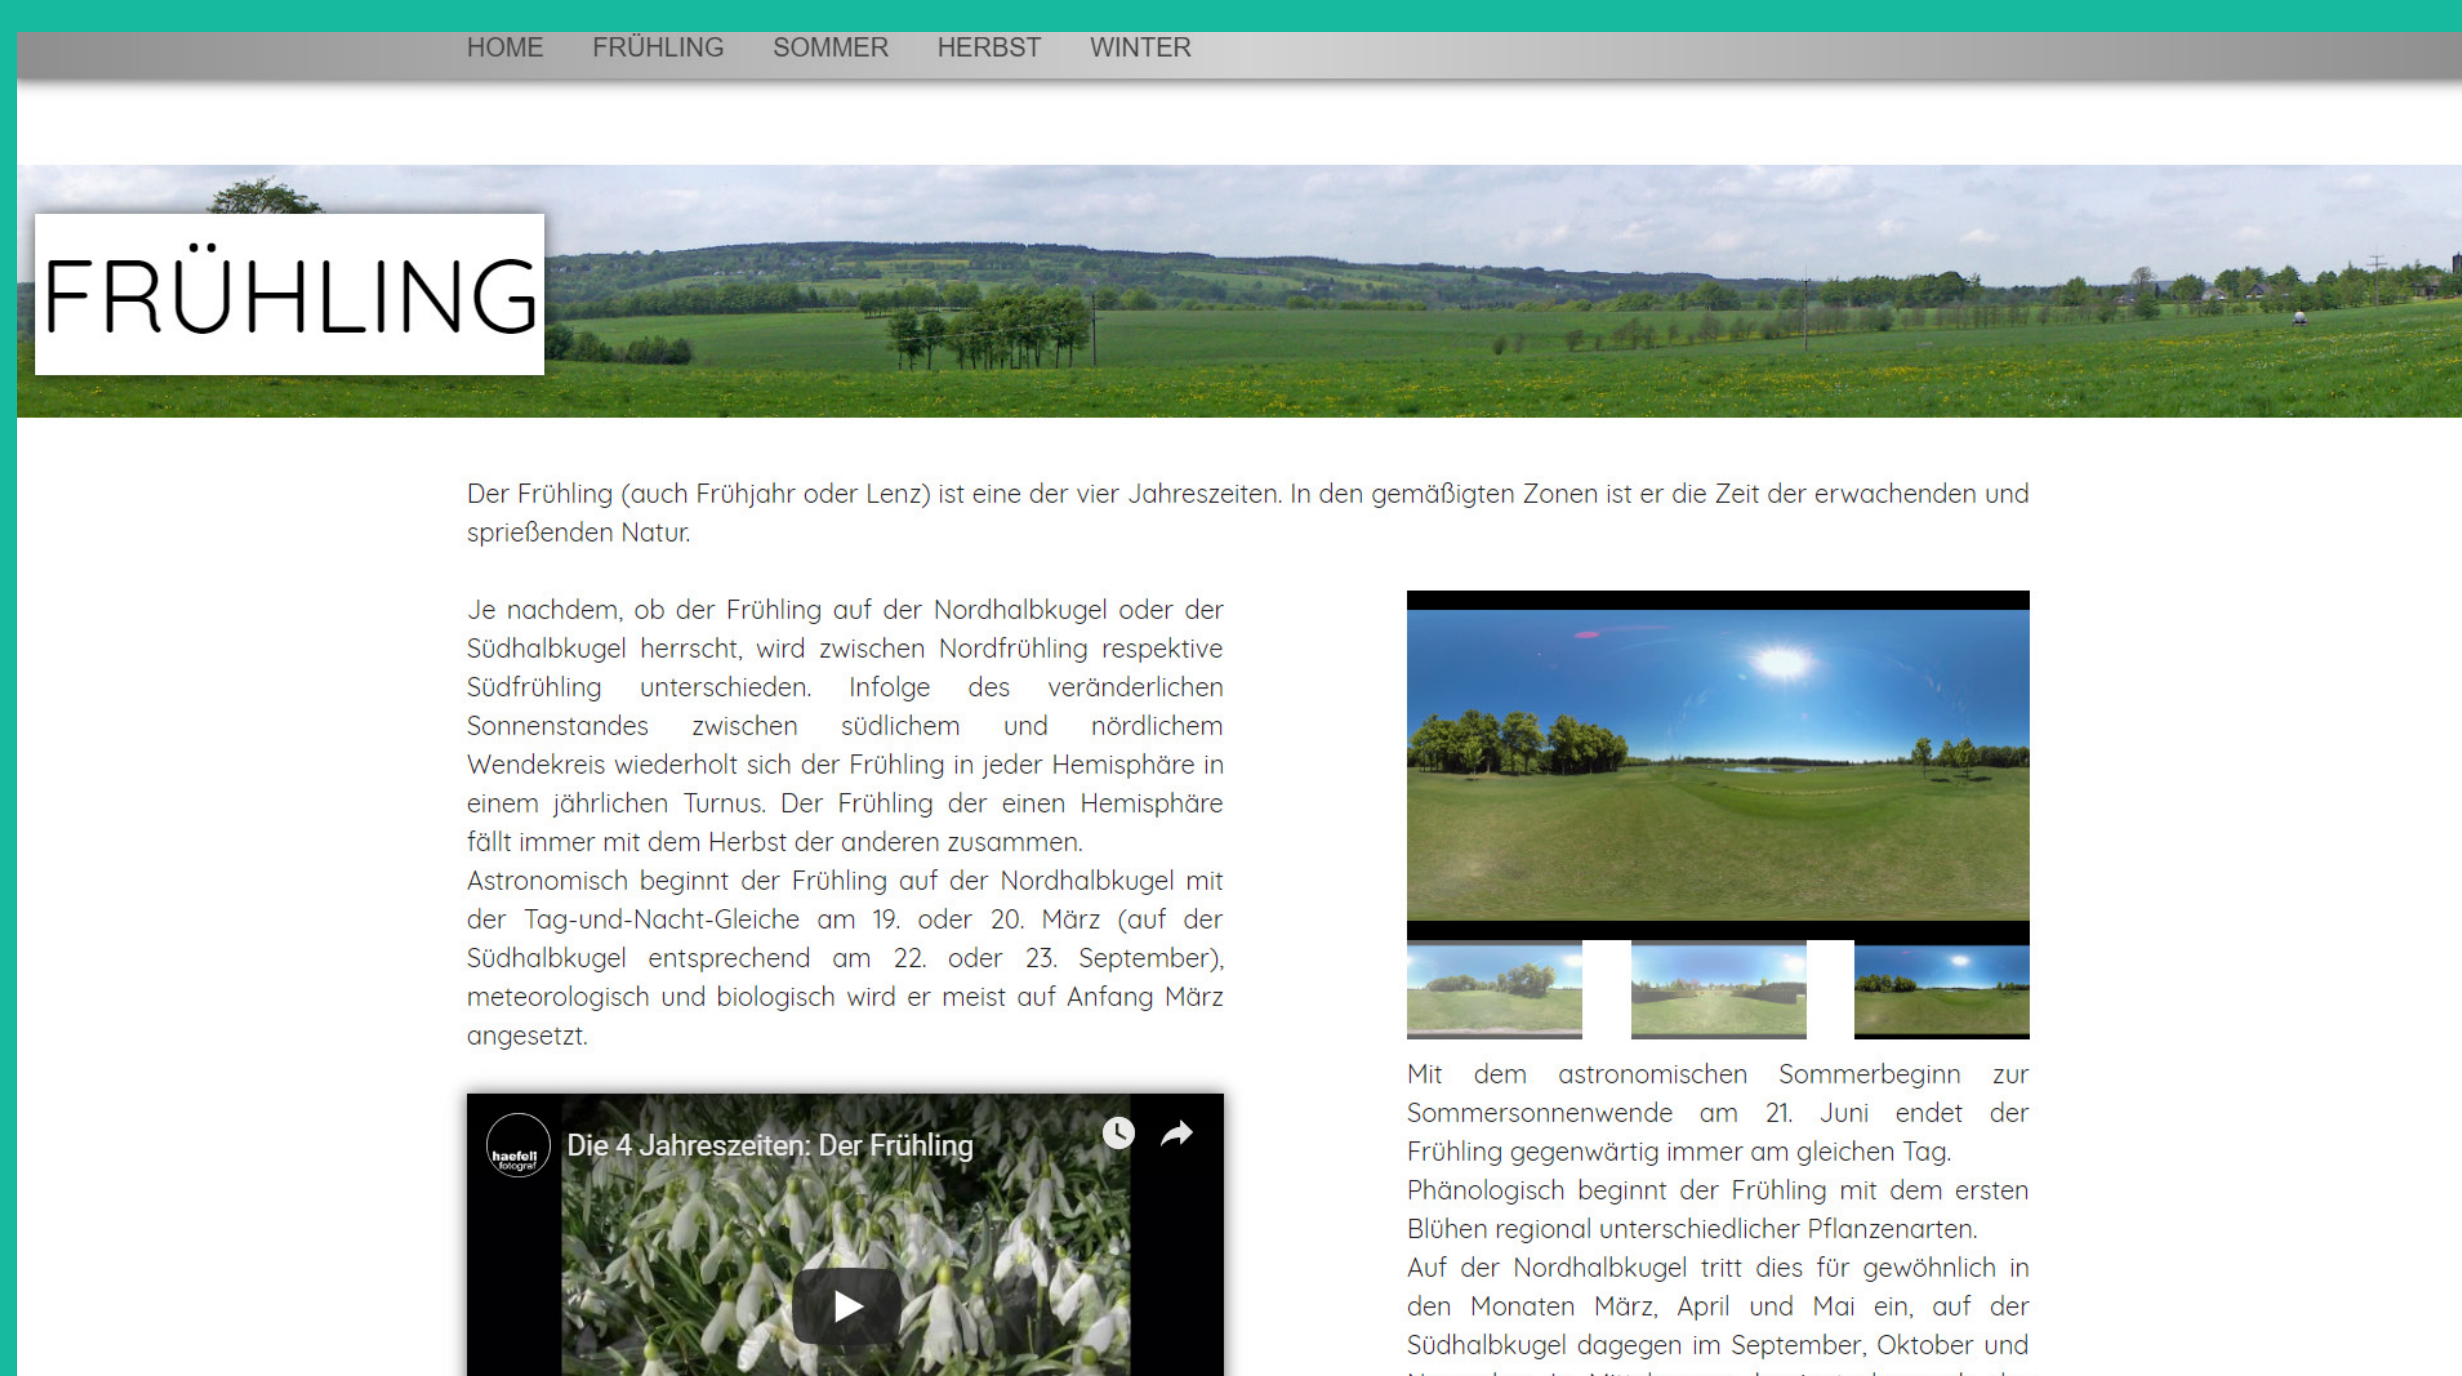 HOME FRÜHLING SOMMER HERBST WINTER
FRÜHLING
Der Frühling (auch Frühjahr oder Lenz) ist eine der vier Jahreszeiten. In den gemäßigten Zonen ist er die Zeit der erwachenden und
sprießenden Natur.
Je nachdem, ob der Frühling auf der Nordhalbkugel oder der
Südhalbkugel herrscht, wird zwischen Nordfrühling respektive
Südfrühling unterschieden. Infolge des veränderlichen
Sonnenstandes zwischen südlichem und nördlichem
Wendekreis wiederholt sich der Frühling in jeder Hemisphäre in
einem jährlichen Turnus. Der Frühling der einen Hemisphäre
fällt immer mit dem Herbst der anderen zusammen.
Astronomisch beginnt der Frühling auf der Nordhalbkugel mit
der Tag-und-Nacht-Gleiche am 19. oder 20. März (auf der
Südhalbkugel entsprechend am 22. oder 23. September),
meteorologisch und biologisch wird er meist auf Anfang März
angesetzt.
haefeli
fotograf
Die 4 Jahreszeiten: Der Frühling
Mit dem astronomischen Sommerbeginn zur
Sommersonnenwende am 21. Juni endet der
Frühling gegenwärtig immer am gleichen Tag.
Phänologisch beginnt der Frühling mit dem ersten
Blühen regional unterschiedlicher Pflanzenarten.
Auf der Nordhalbkugel tritt dies für gewöhnlich in
den Monaten März, April und Mai ein, auf der
Südhalbkugel dagegen im September, Oktober und